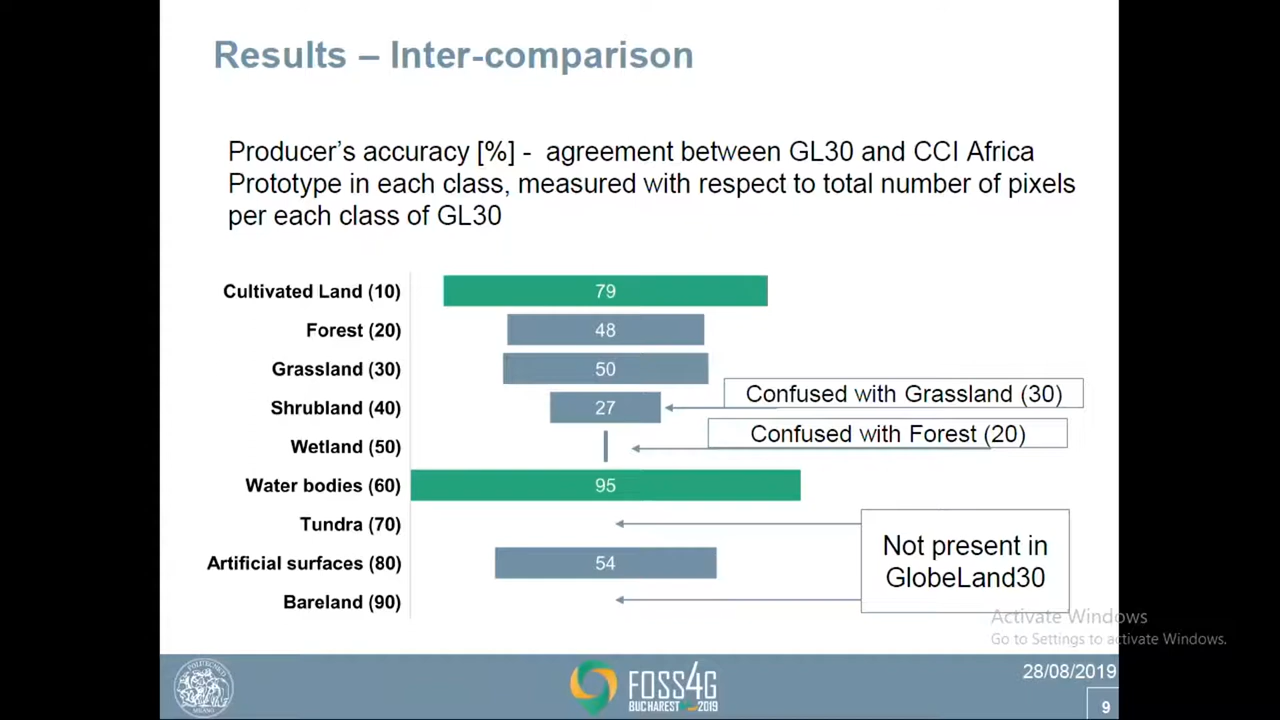 Results – Inter-comparison
Producer’s accuracy [%] - agreement between GL30 and CCI Africa
Prototype in each class, measured with respect to total number of pixels
per each class of GL30
Cultivated Land (10)
79
Forest (20)
48
Grassland (30)
50
Confused with Grassland (30)
Shrubland (40)
27
Confused with Forest (20)
Wetland (50)
Water bodies (60)
95
Tundra (70)
Not present in
GlobeLand30
Artificial surfaces (80)
54
Bareland (90)
Activate Windows
Go to Settings to activate Windows.
POLITECNICO
MILANO
FOSS4G
BUCHAREST 2019
28/08/2019
9